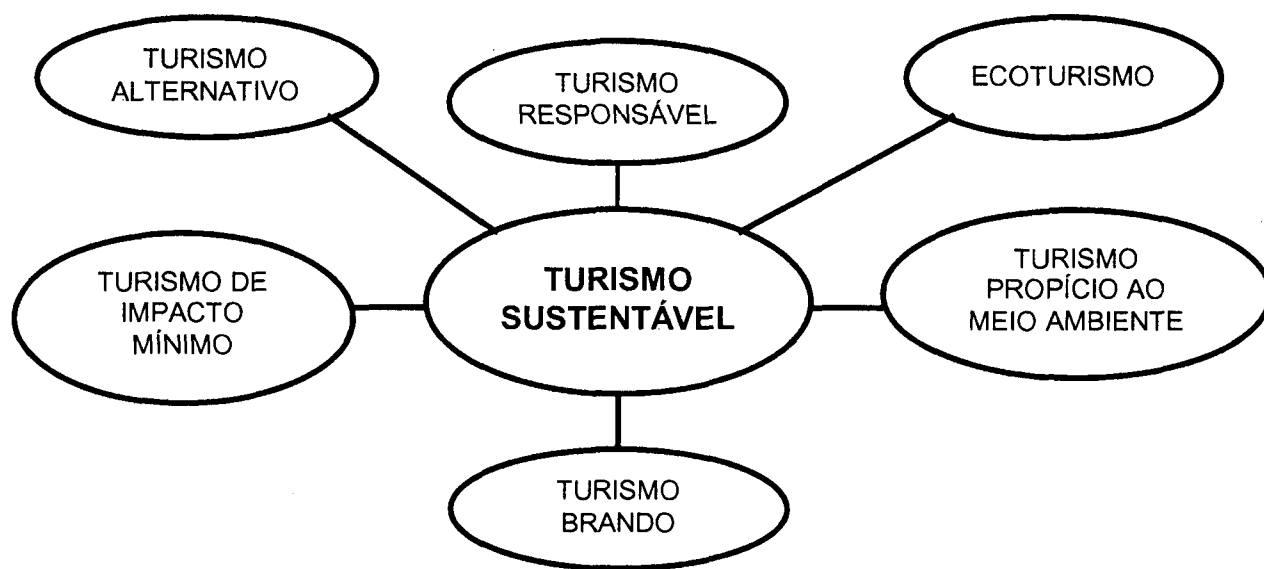 TURISMO
ALTERNATIVO
TURISMO
RESPONSÁVEL
ECOTURISMO
TURISMO DE
IMPACTO
MÍNIMO
TURISMO
SUSTENTÁVEL
TURISMO
PROPÍCIO AO
MEIO AMBIENTE
TURISMO
BRANDO